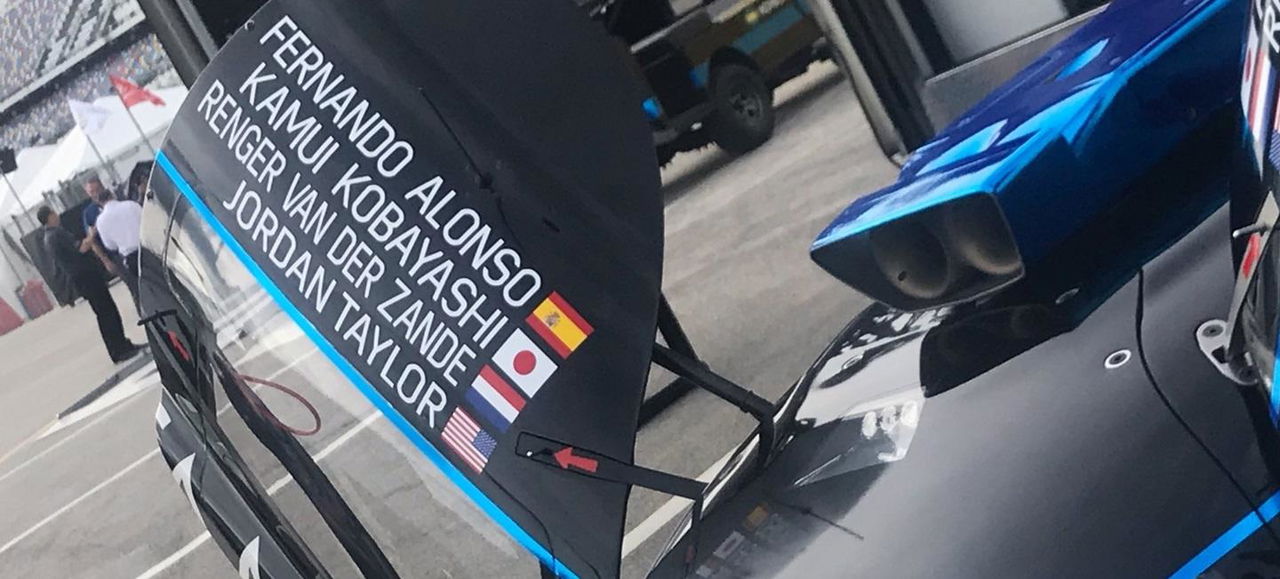 FERNANDO ALONSO
KAMUI KOBAYASHI
RENGER VAN DER ZANDE
JORDAN TAYLOR